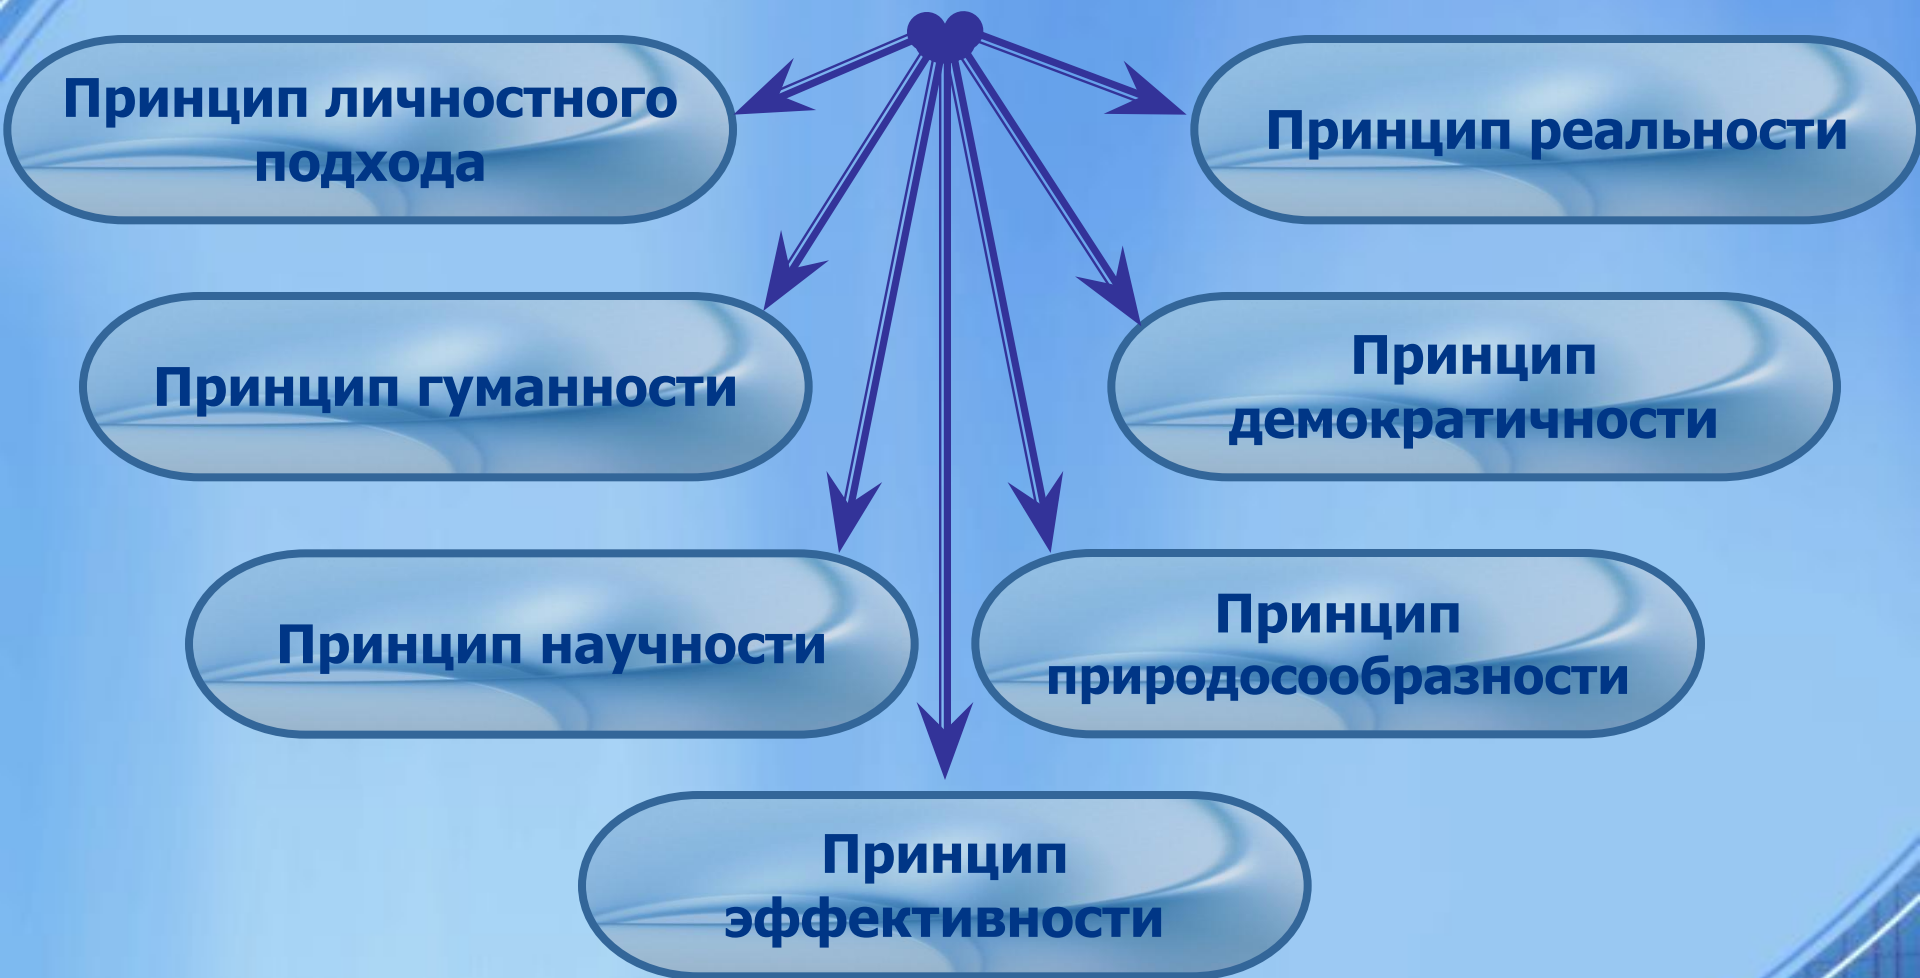 Принцип личностного
подхода
Принцип реальности
Принцип гуманности
Принцип
демократичности
Принцип научности
Принцип
природосообразности
Принцип
эффективности